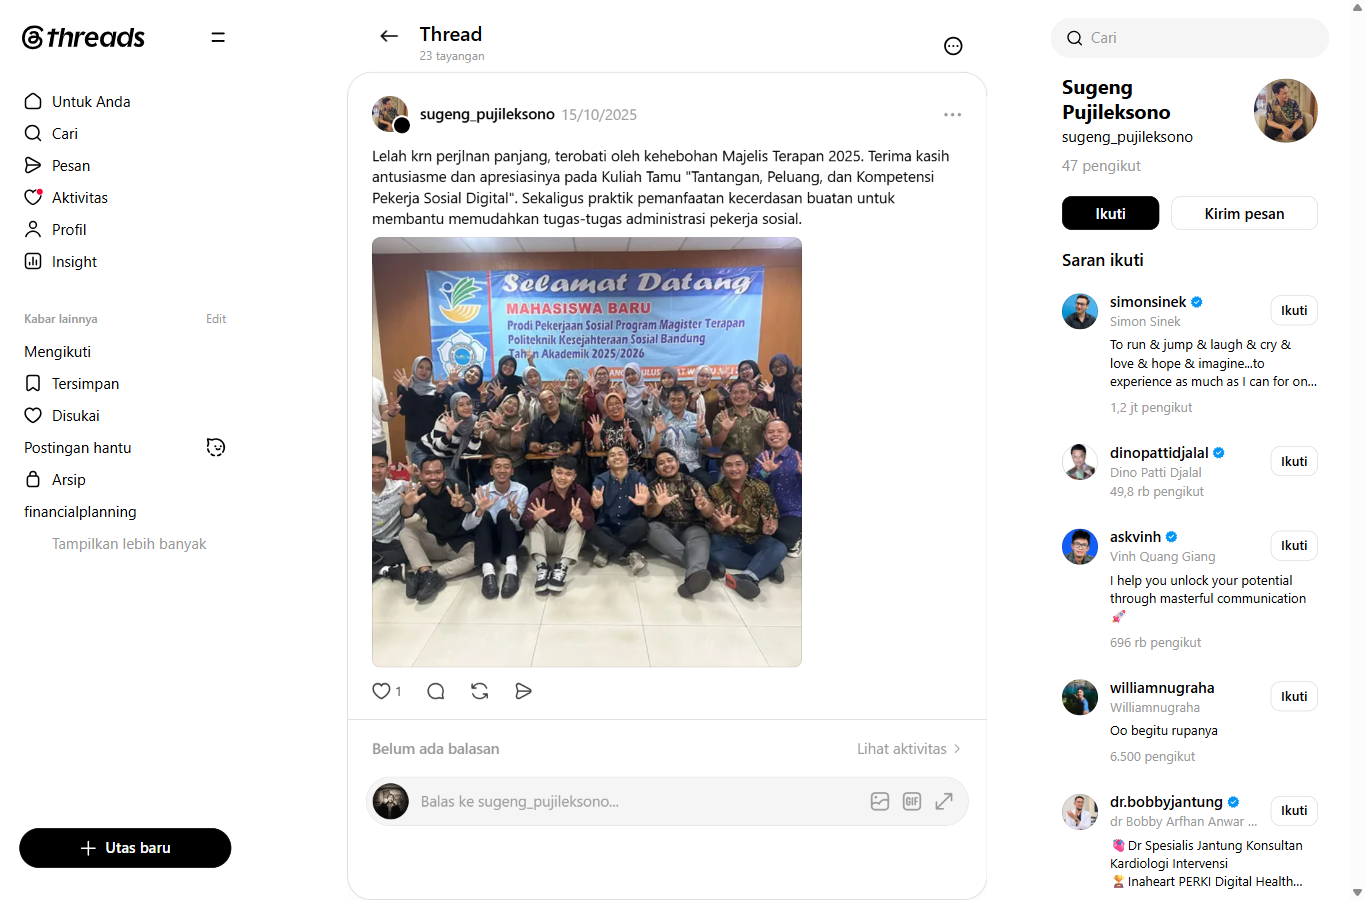 threads
Untuk Anda
Cari
Pesan
Aktivitas
Profil
Insight
Kabar lainnya
Edit
Mengikuti
Tersimpan
Disukai
Postingan hantu
Arsip
financialplanning
Tampilkan lebih banyak
Utas baru
Thread
23 tayangan
sugeng_pujileksono 15/10/2025
Lelah krn perjlnan panjang, terobati oleh kehebohan Majelis Terapan 2025. Terima kasih
antusiasme dan apresiasinya pada Kuliah Tamu "Tantangan, Peluang, dan Kompetensi
Pekerja Sosial Digital". Sekaligus praktik pemanfaatan kecerdasan buatan untuk
membantu memudahkan tugas-tugas administrasi pekerja sosial.
Selamat Datang
MAHASISWA BARU
Prodi Pekerjaan Sosial Program Magister Terapan
Politeknik Kesejahteraan Sosial Bandung
Tahun Akademik 2025/2026
1
Belum ada balasan
Lihat aktivitas
Balas ke sugeng_pujileksono...
GIF
Cari
Sugeng
Pujileksono
sugeng_pujileksono
47 pengikut
Ikuti
Kirim pesan
Saran ikuti
simonsinek
Simon Sinek
Ikuti
To run & jump & laugh & cry &
love & hope & imagine...to
experience as much as I can for on...
1,2 jt pengikut
dinopattidjalal
Dino Patti Djalal
Ikuti
49,8 rb pengikut
askvinh
Vinh Quang Giang
Ikuti
I help you unlock your potential
through masterful communication
🚀
696 rb pengikut
williamnugraha
Williamnugraha
Ikuti
Oo begitu rupanya
6.500 pengikut
dr.bobbyjantung
dr Bobby Arfhan Anwar ...
Ikuti
🫀Dr Spesialis Jantung Konsultan
Kardiologi Intervensi
🏆Inaheart PERKI Digital Health...